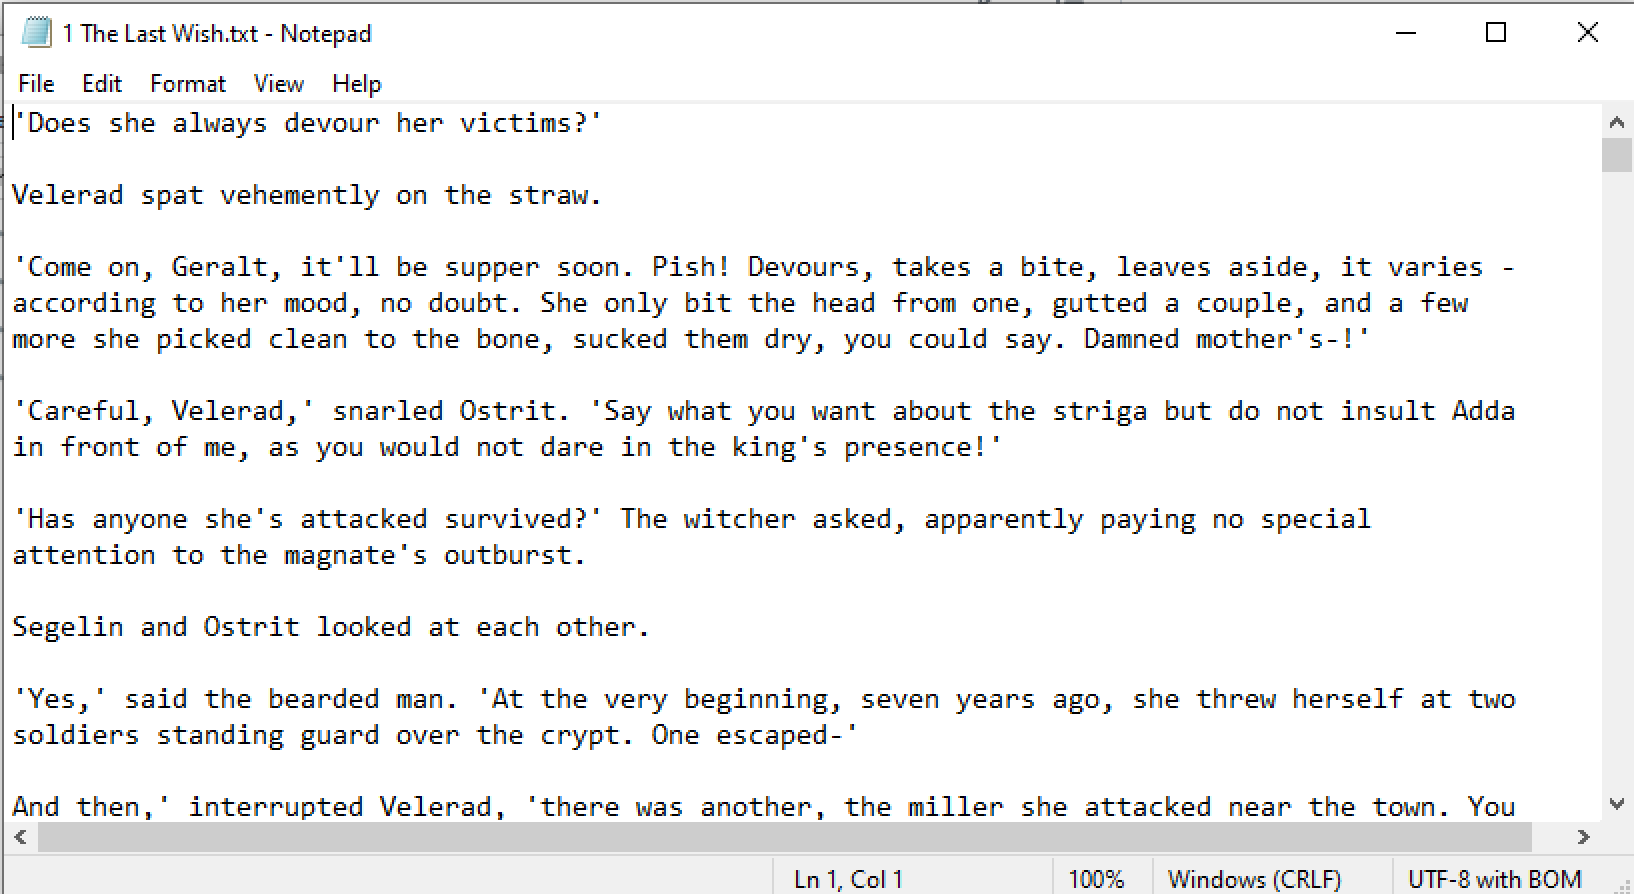 1 The Last Wish.txt - Notepad
File Edit Format View Help
'Does she always devour her victims?'
Velerad spat vehemently on the straw.
'Come on, Geralt, it'll be supper soon. Pish! Devours, takes a bite, leaves aside, it varies -
according to her mood, no doubt. She only bit the head from one, gutted a couple, and a few
more she picked clean to the bone, sucked them dry, you could say. Damned mother's-!'
'Careful, Velerad,' snarled Ostrit. 'Say what you want about the striga but do not insult Adda
in front of me, as you would not dare in the king's presence!'
'Has anyone she's attacked survived?' The witcher asked, apparently paying no special
attention to the magnate's outburst.
Segelin and Ostrit looked at each other.
'Yes,' said the bearded man. 'At the very beginning, seven years ago, she threw herself at two
soldiers standing guard over the crypt. One escaped-'
And then,' interrupted Velerad, 'there was another, the miller she attacked near the town. You
Ln 1, Col 1 100% Windows (CRLF) UTF-8 with BOM